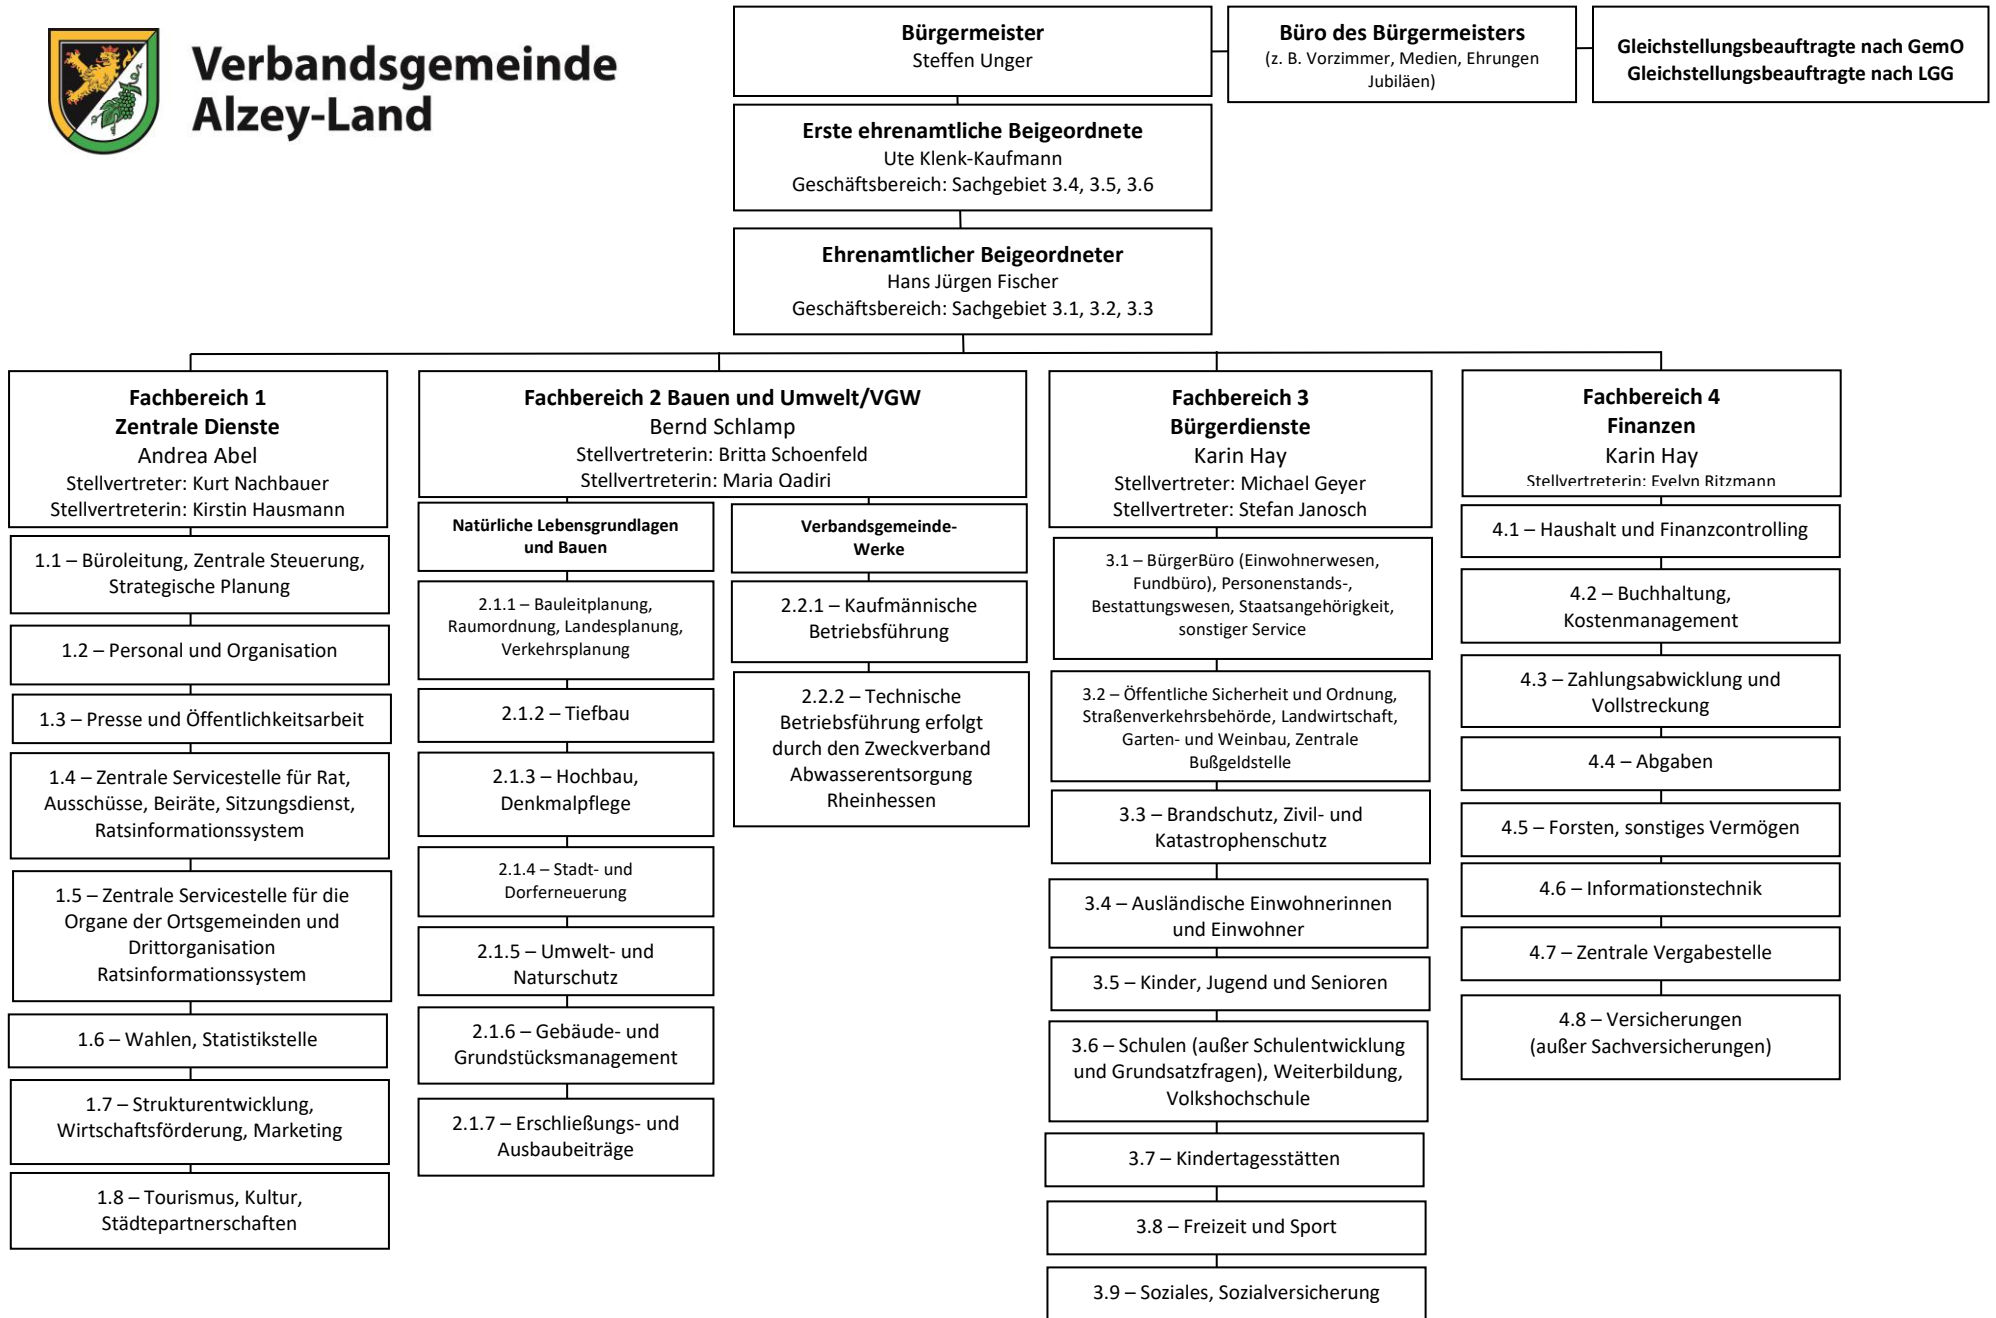 Verbandsgemeinde
Alzey-Land
Bürgermeister
Steffen Unger
Büro des Bürgermeisters
(z. B. Vorzimmer, Medien, Ehrungen
Jubiläen)
Gleichstellungsbeauftragte nach GemO
Gleichstellungsbeauftragte nach LGG
Erste ehrenamtliche Beigeordnete
Ute Klenk-Kaufmann
Geschäftsbereich: Sachgebiet 3.4, 3.5, 3.6
Ehrenamtlicher Beigeordneter
Hans Jürgen Fischer
Geschäftsbereich: Sachgebiet 3.1, 3.2, 3.3
Fachbereich 1
Zentrale Dienste
Andrea Abel
Stellvertreter: Kurt Nachbauer
Stellvertreterin: Kirstin Hausmann
1.1 – Büroleitung, Zentrale Steuerung,
Strategische Planung
1.2 – Personal und Organisation
1.3 – Presse und Öffentlichkeitsarbeit
1.4 – Zentrale Servicestelle für Rat,
Ausschüsse, Beiräte, Sitzungsdienst,
Ratsinformationssystem
1.5 – Zentrale Servicestelle für die
Organe der Ortsgemeinden und
Drittorganisation
Ratsinformationssystem
1.6 – Wahlen, Statistikstelle
1.7 – Strukturentwicklung,
Wirtschaftsförderung, Marketing
1.8 – Tourismus, Kultur,
Städtepartnerschaften
Fachbereich 2 Bauen und Umwelt/VGW
Bernd Schlamp
Stellvertreterin: Britta Schoenfeld
Stellvertreterin: Maria Qadiri
Natürliche Lebensgrundlagen
und Bauen
2.1.1 – Bauleitplanung,
Raumordnung, Landesplanung,
Verkehrsplanung
2.1.2 – Tiefbau
2.1.3 – Hochbau,
Denkmalpflege
2.1.4 – Stadt- und
Dorferneuerung
2.1.5 – Umwelt- und
Naturschutz
2.1.6 – Gebäude- und
Grundstücksmanagement
2.1.7 – Erschließungs- und
Ausbaubeiträge
Verbandsgemeinde-
Werke
2.2.1 – Kaufmännische
Betriebsführung
2.2.2 – Technische
Betriebsführung erfolgt
durch den Zweckverband
Abwasserentsorgung
Rheinhessen
Fachbereich 3
Bürgerdienste
Karin Hay
Stellvertreter: Michael Geyer
Stellvertreter: Stefan Janosch
3.1 – BürgerBüro (Einwohnerwesen,
Fundbüro), Personenstands-,
Bestattungswesen, Staatsangehörigkeit,
sonstiger Service
3.2 – Öffentliche Sicherheit und Ordnung,
Straßenverkehrsbehörde, Landwirtschaft,
Garten- und Weinbau, Zentrale
Bußgeldstelle
3.3 – Brandschutz, Zivil- und
Katastrophenschutz
3.4 – Ausländische Einwohnerinnen
und Einwohner
3.5 – Kinder, Jugend und Senioren
3.6 – Schulen (außer Schulentwicklung
und Grundsatzfragen), Weiterbildung,
Volkshochschule
3.7 – Kindertagesstätten
3.8 – Freizeit und Sport
3.9 – Soziales, Sozialversicherung
Fachbereich 4
Finanzen
Karin Hay
Stellvertreterin: Evelyn Ritzmann
4.1 – Haushalt und Finanzcontrolling
4.2 – Buchhaltung,
Kostenmanagement
4.3 – Zahlungsabwicklung und
Vollstreckung
4.4 – Abgaben
4.5 – Forsten, sonstiges Vermögen
4.6 – Informationstechnik
4.7 – Zentrale Vergabestelle
4.8 – Versicherungen
(außer Sachversicherungen)